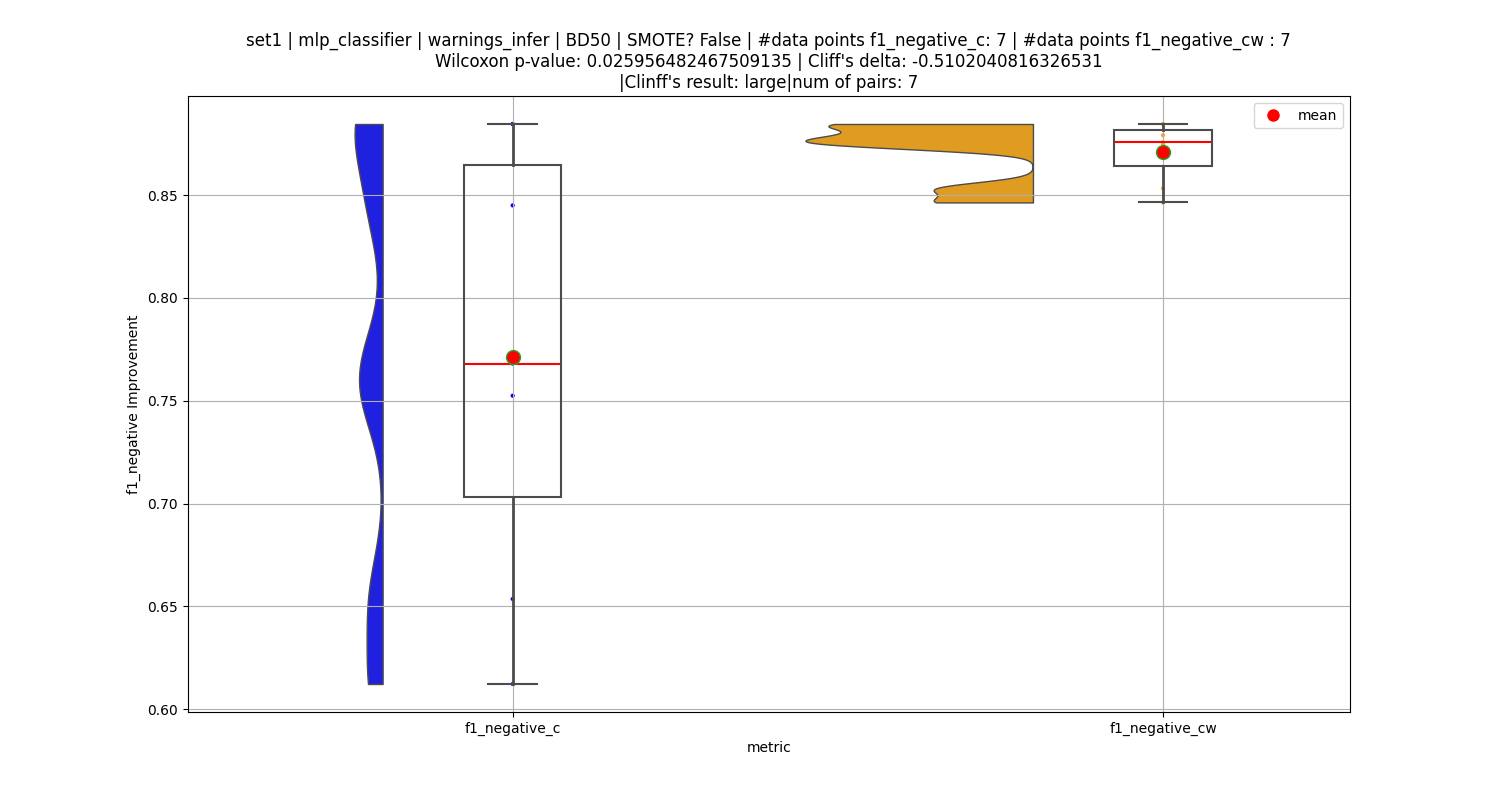 set1 | mlp_classifier | warnings_infer | BD50 | SMOTE? False | #data points f1_negative_c: 7 | #data points f1_negative_cw : 7
Wilcoxon p-value: 0.025956482467509135 | Cliff's delta: -0.5102040816326531
|Clinff's result: large|num of pairs: 7
mean
0.85
0.80
0.75
0.70
0.65
0.60
f1_negative Improvement
f1_negative_c
f1_negative_cw
metric